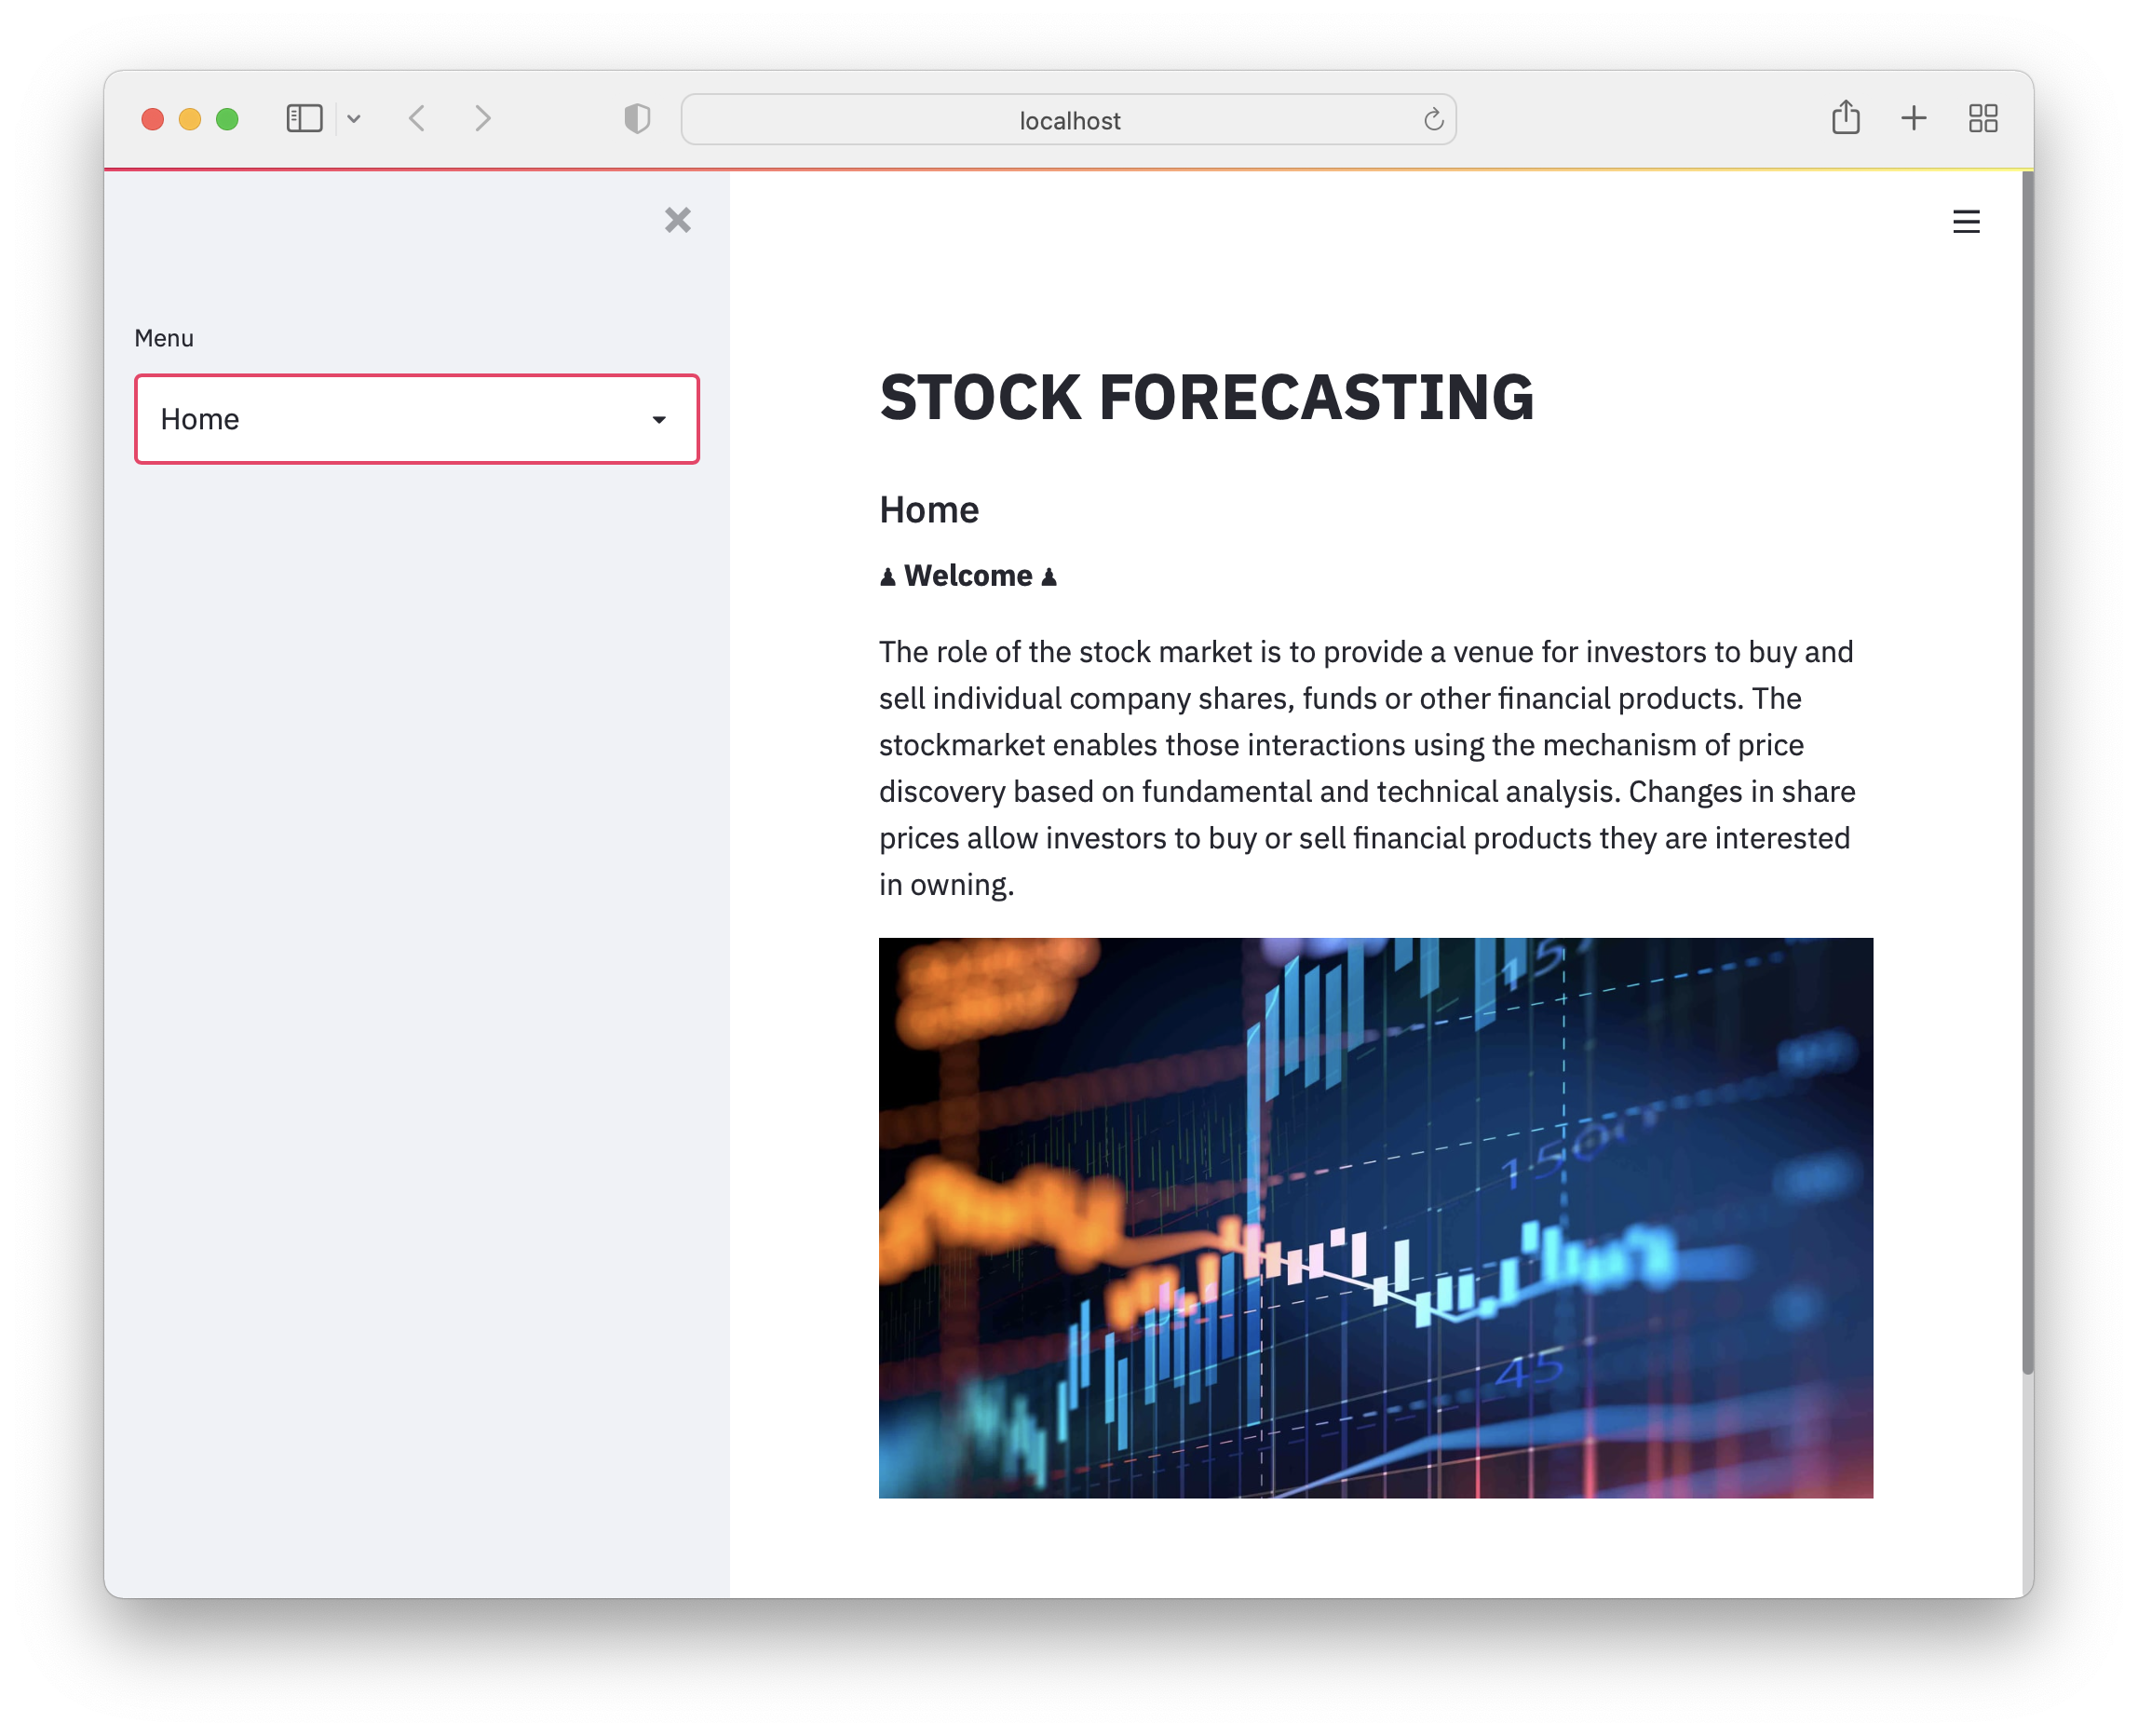 localhost
Menu
Home
STOCK FORECASTING
Home
♟ Welcome ♟
The role of the stock market is to provide a venue for investors to buy and
sell individual company shares, funds or other financial products. The
stockmarket enables those interactions using the mechanism of price
discovery based on fundamental and technical analysis. Changes in share
prices allow investors to buy or sell financial products they are interested
in owning.
45